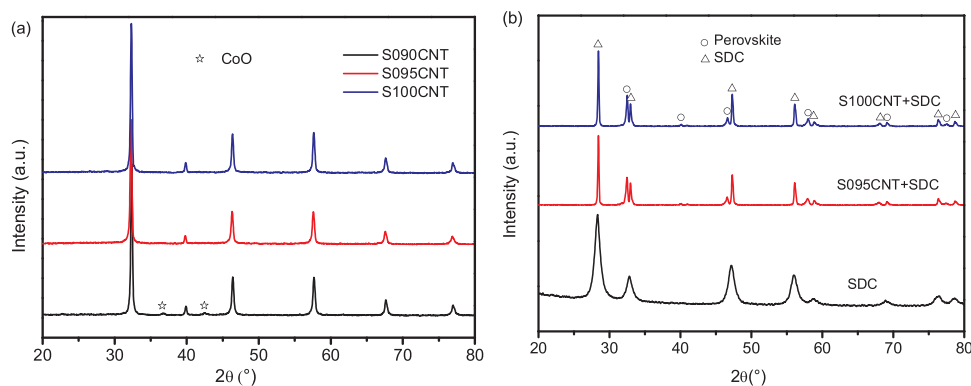 (a)
☆ CoO
S090CNT
S095CNT
S100CNT
☆ ☆
Intensity (a.u.)
20 30 40 50 60 70 80
2θ (°)
(b)
○ Perovskite
△ SDC
S100CNT+SDC
S095CNT+SDC
SDC
Intensity (a.u.)
20 30 40 50 60 70 80
2θ(°)